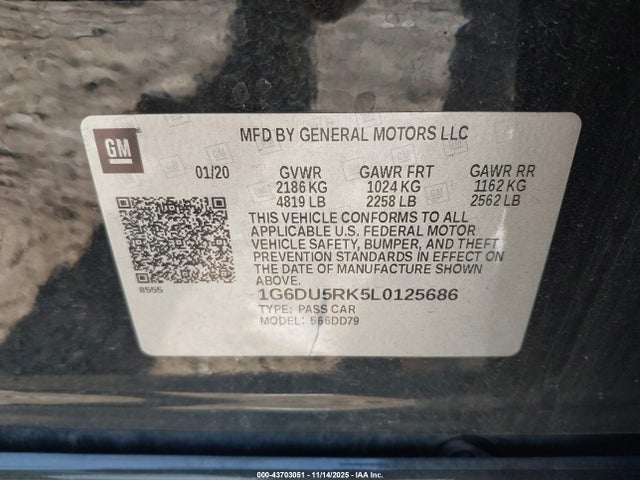 GM
MFD BY GENERAL MOTORS LLC
01/20 GVWR GAWR FRT GAWR RR
2186 KG 1024 KG 1162 KG
4819 LB 2258 LB 2562 LB
THIS VEHICLE CONFORMS TO ALL
APPLICABLE U.S. FEDERAL MOTOR
VEHICLE SAFETY, BUMPER, AND THEFT
PREVENTION STANDARDS IN EFFECT ON
THE DATE OF MANUFACTURE SHOWN
ABOVE.
8555
1G6DU5RK5L0125686
TYPE: PASS CAR
MODEL: 566DD79
000-43703051 - 11/14/2025 - IAA Inc.